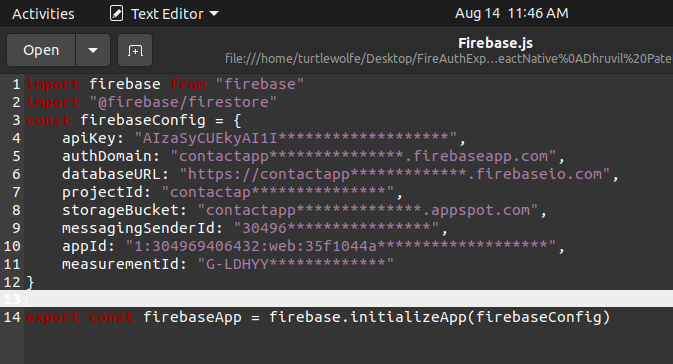 Activities Text Editor Aug 14 11:46 AM
Open Firebase.js
file:///home/turtlewolfe/Desktop/FireAuthExp...eactNative%0ADhruvil%20Pate
1 import firebase from "firebase"
2 import "@firebase/firestore"
3 const firebaseConfig = {
4 apiKey: "AIzaSyCUEkyAI1I*******************",
5 authDomain: "contactapp***************.firebaseapp.com",
6 databaseURL: "https://contactapp*************.firebaseio.com",
7 projectId: "contactap***************",
8 storageBucket: "contactapp**************.appspot.com",
9 messagingSenderId: "30496****************",
10 appId: "1:304969406432:web:35f1044a*******************",
11 measurementId: "G-LDHYY*************"
12 }
13
14 export const firebaseApp = firebase.initializeApp(firebaseConfig)